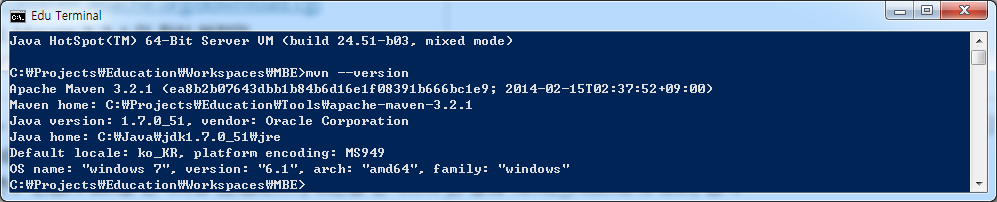 Edu Terminal
Java HotSpot(TM) 64-Bit Server VM (build 24.51-b03, mixed mode)
C:₩Projects₩Education₩Workspaces₩MBE>mvn --version
Apache Maven 3.2.1 (ea8b2b07643dbb1b84b6d16e1f08391b666bc1e9; 2014-02-15T02:37:52+09:00)
Maven home: C:₩Projects₩Education₩Tools₩apache-maven-3.2.1
Java version: 1.7.0_51, vendor: Oracle Corporation
Java home: C:₩Java₩jdk1.7.0_51₩jre
Default locale: ko_KR, platform encoding: MS949
OS name: "windows 7", version: "6.1", arch: "amd64", family: "windows"
C:₩Projects₩Education₩Workspaces₩MBE>